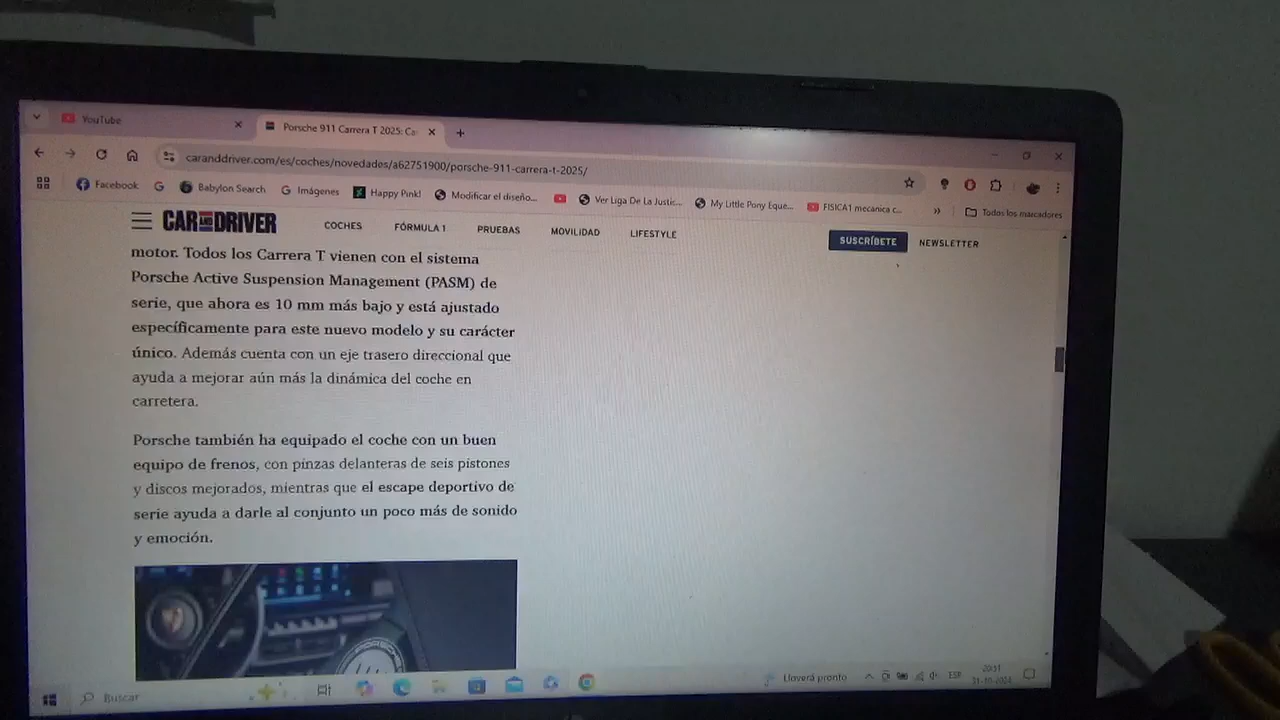 YouTube
Porsche 911 Carrera T 2025: Ca
caranddriver.com/es/coches/novedades/a62751900/porsche-911-carrera-t-2025/
Facebook
Babylon Search
Imágenes
Happy Pink!
Modificar el diseño...
Ver Liga De La Justic...
My Little Pony Eque...
FISICA1 mecanica c...
Todos los marcadores
CAR AND DRIVER
COCHES
FÓRMULA 1
PRUEBAS
MOVILIDAD
LIFESTYLE
SUSCRÍBETE
NEWSLETTER
motor. Todos los Carrera T vienen con el sistema
Porsche Active Suspension Management (PASM) de
serie, que ahora es 10 mm más bajo y está ajustado
específicamente para este nuevo modelo y su carácter
único. Además cuenta con un eje trasero direccional que
ayuda a mejorar aún más la dinámica del coche en
carretera.
Porsche también ha equipado el coche con un buen
equipo de frenos, con pinzas delanteras de seis pistones
y discos mejorados, mientras que el escape deportivo de
serie ayuda a darle al conjunto un poco más de sonido
y emoción.
Buscar
Lloverá pronto
ESP
20:51
31-10-2024